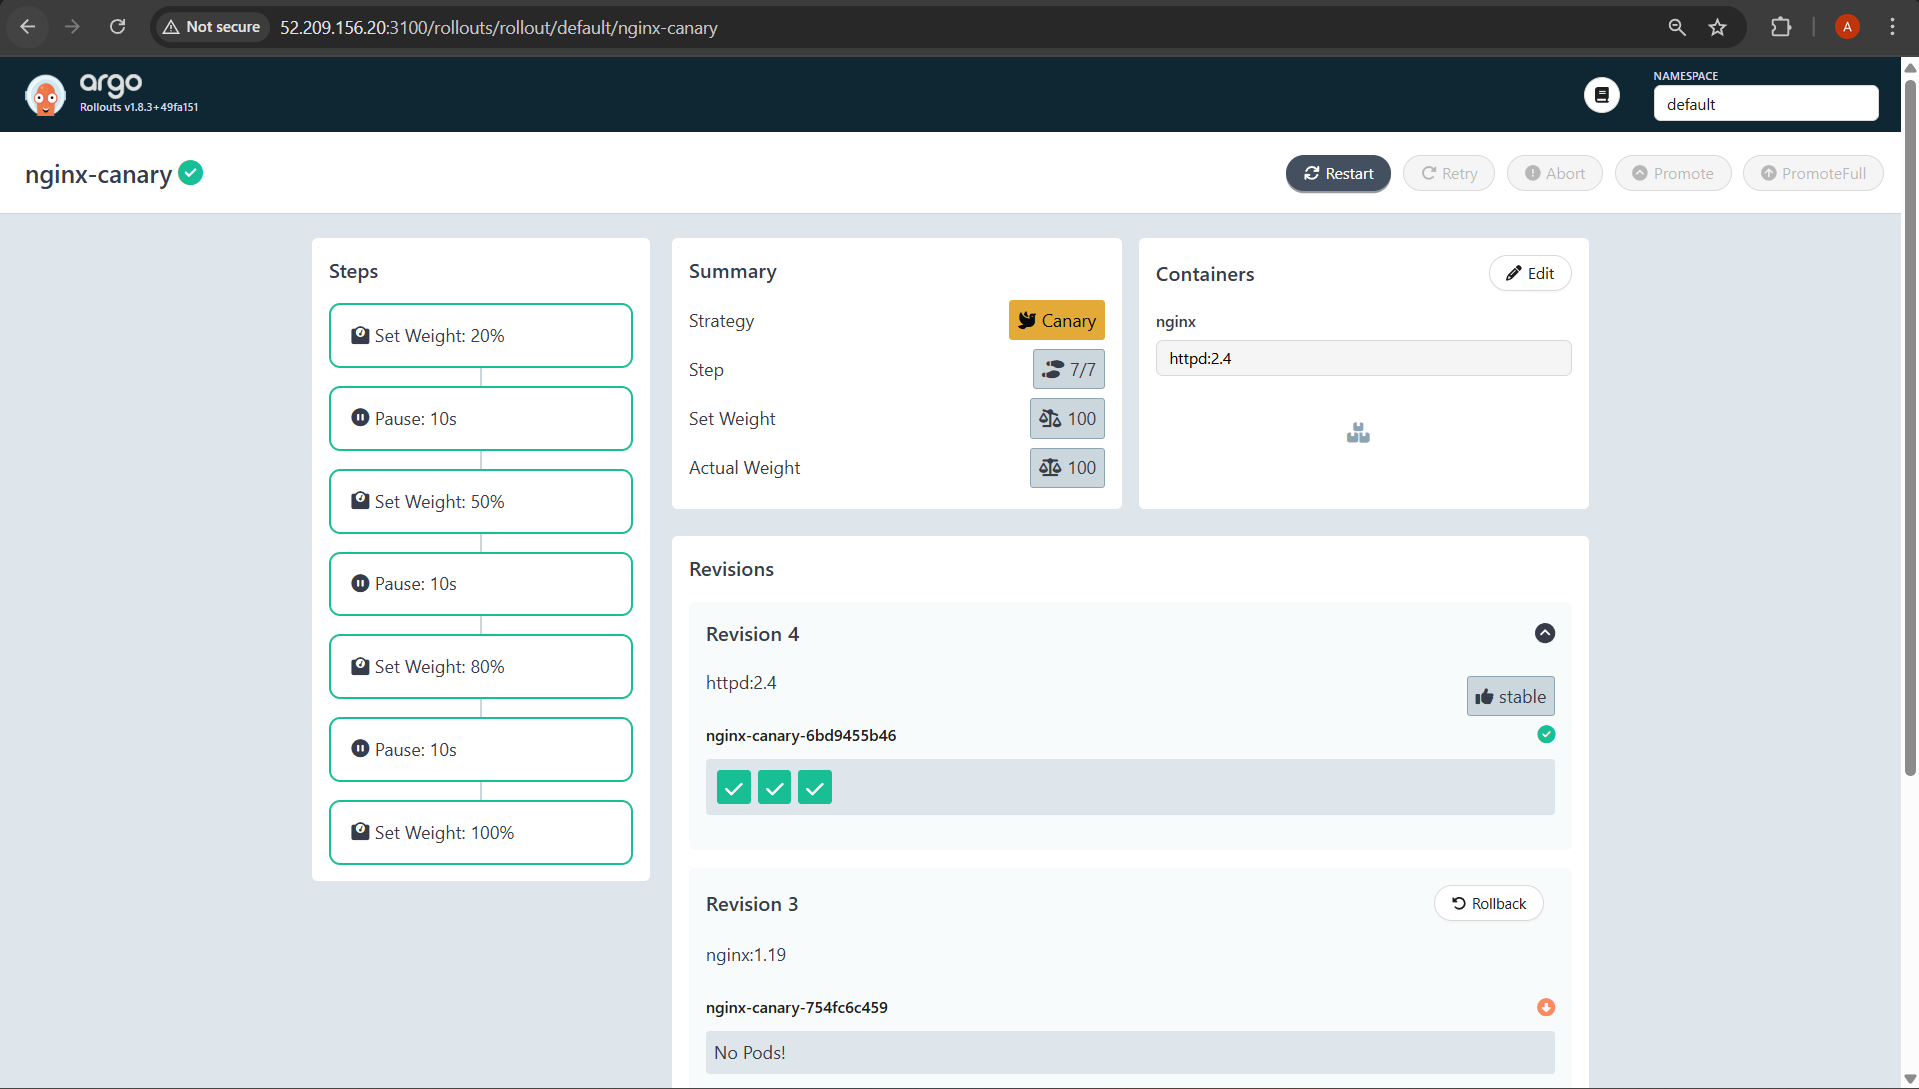 Not secure
52.209.156.20:3100/rollouts/rollout/default/nginx-canary
A
argo
Rollouts v1.8.3+49fa151
NAMESPACE
default
nginx-canary
Restart
Retry
Abort
Promote
PromoteFull
Steps
Set Weight: 20%
Pause: 10s
Set Weight: 50%
Pause: 10s
Set Weight: 80%
Pause: 10s
Set Weight: 100%
Summary
Strategy
Canary
Step
7/7
Set Weight
100
Actual Weight
100
Containers
Edit
nginx
httpd:2.4
Revisions
Revision 4
httpd:2.4
stable
nginx-canary-6bd9455b46
Revision 3
Rollback
nginx:1.19
nginx-canary-754fc6c459
No Pods!